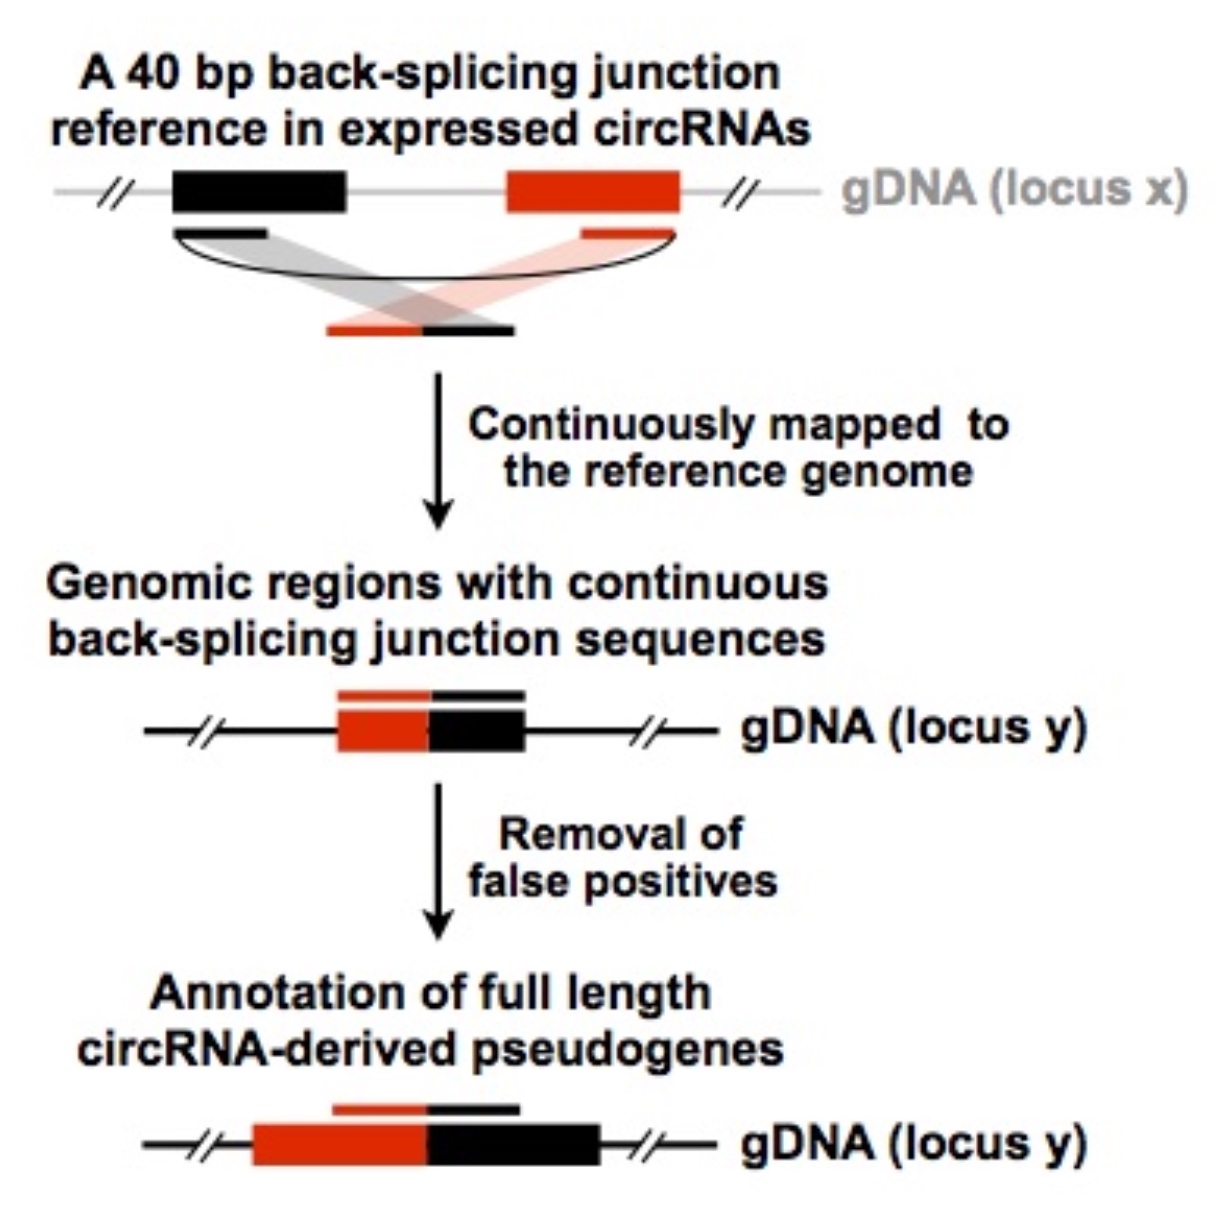 A 40 bp back-splicing junction
reference in expressed circRNAs
gDNA (locus x)
Continuously mapped to
the reference genome
Genomic regions with continuous
back-splicing junction sequences
gDNA (locus y)
Removal of
false positives
Annotation of full length
circRNA-derived pseudogenes
gDNA (locus y)